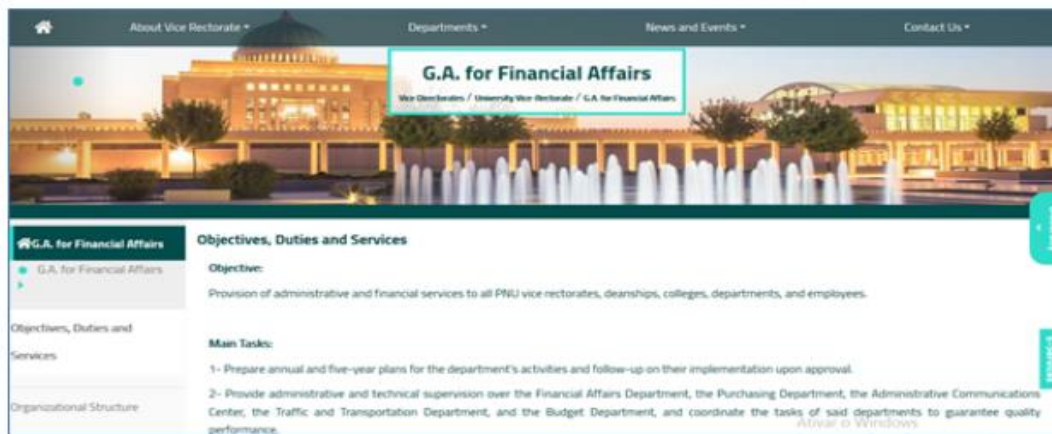 About Vice Rectorate
Departments
News and Events
Contact Us
G.A. for Financial Affairs
Vice Directorates / University Vice-Rectorate / G.A. for Financial Affairs
G.A. for Financial Affairs
G.A. for Financial Affairs
Objectives, Duties and
Services
Organizational Structure
Objectives, Duties and Services
Objective:
Provision of administrative and financial services to all PNU vice rectorates, deanships, colleges, departments, and employees.
Main Tasks:
1- Prepare annual and five-year plans for the department's activities and follow-up on their implementation upon approval.
2- Provide administrative and technical supervision over the Financial Affairs Department, the Purchasing Department, the Administrative Communications
Center, the Traffic and Transportation Department, and the Budget Department, and coordinate the tasks of said departments to guarantee quality
performance.
Ativar o Windows